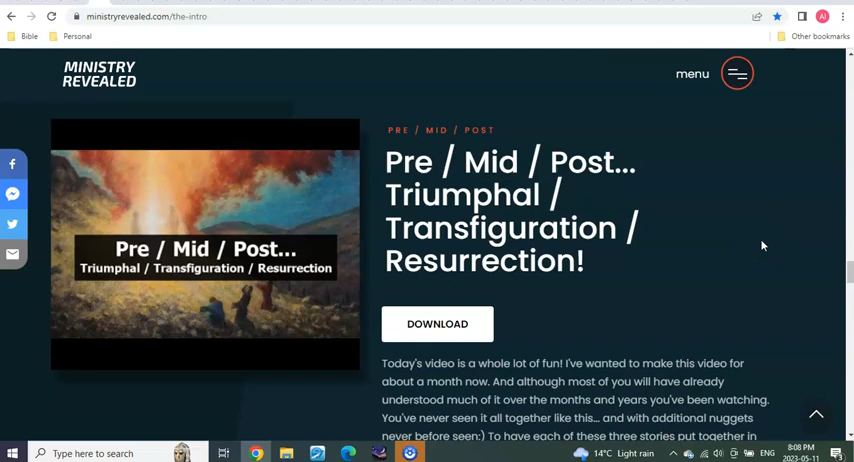 ministryrevealed.com/the-intro
AI
Bible
Personal
Other bookmarks
MINISTRY
REVEALED
menu
PRE / MID / POST
Pre / Mid / Post...
Triumphal /
Transfiguration /
Resurrection!
Pre / Mid / Post...
Triumphal / Transfiguration / Resurrection
DOWNLOAD
Today's video is a whole lot of fun! I've wanted to make this video for
about a month now. And although most of you will have already
understood much of it over the months and years you've been watching.
You've never seen it all together like this... and with additional nuggets
never before seen:) To have each of these three stories put together in
Type here to search
14°C Light rain
ENG
8:08 PM
2023-05-11
3